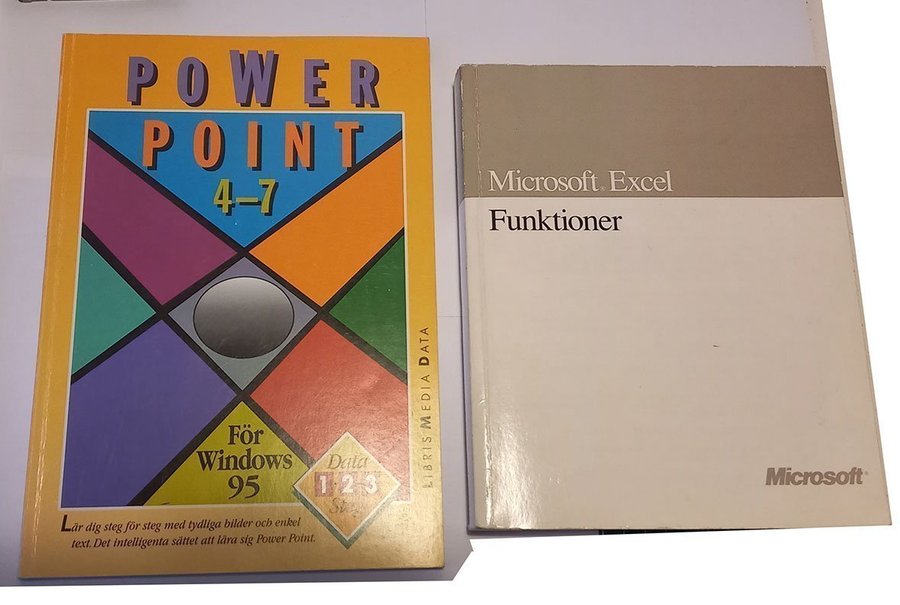 POWER
POINT
4–7
För
Windows
95
Data
1-2-3
LIBRIS MEDIA DATA
Lär dig steg för steg med tydliga bilder och enkel
text. Det intelligenta sättet att lära sig Power Point.
Microsoft® Excel
Funktioner
Microsoft®